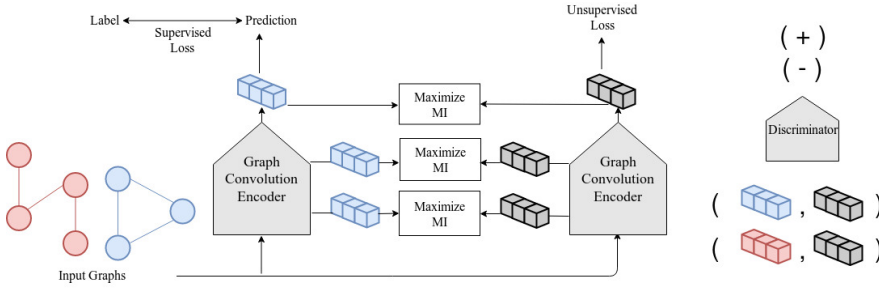 Label
Supervised
Loss
Prediction
Unsupervised
Loss
Maximize
MI
Graph
Convolution
Encoder
Maximize
MI
Maximize
MI
Graph
Convolution
Encoder
Input Graphs
( + )
( - )
Discriminator
( , )
( , )